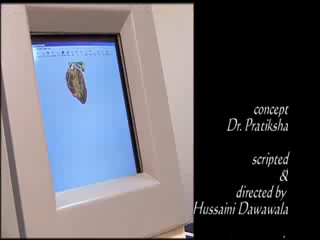 concept
Dr. Pratiksha
scripted
&
directed by
Hussaini Dawawala